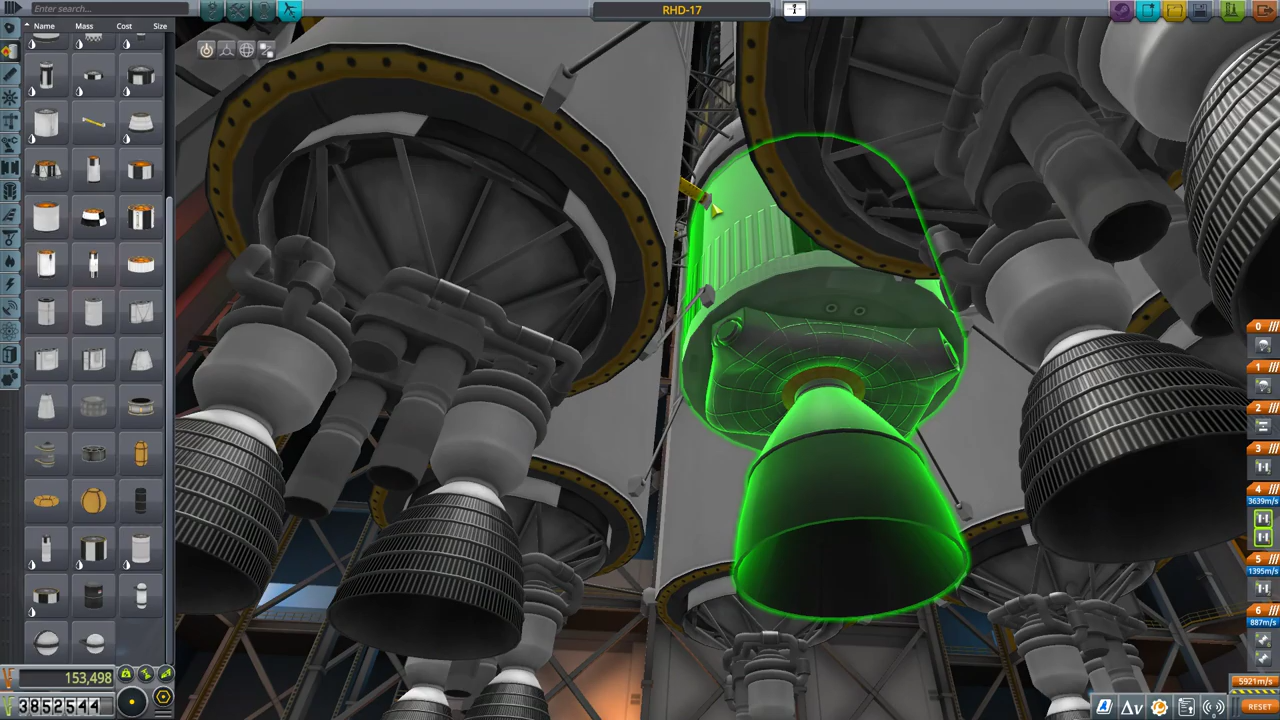 Enter search...
RHD-17
Name Mass Cost Size
0
1
2
3
4
3639m/s
5
1395m/s
6
887m/s
5921m/s
RESET
153,498
3852544
Δv